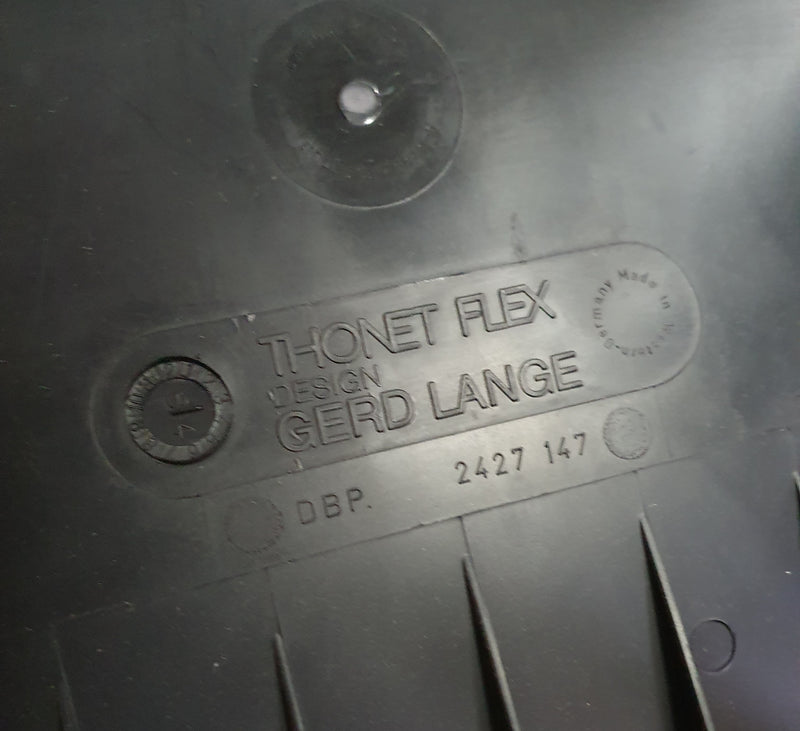 THONET FLEX
DESIGN
GERD LANGE
Made in Western-Germany
DBP. 2427 147